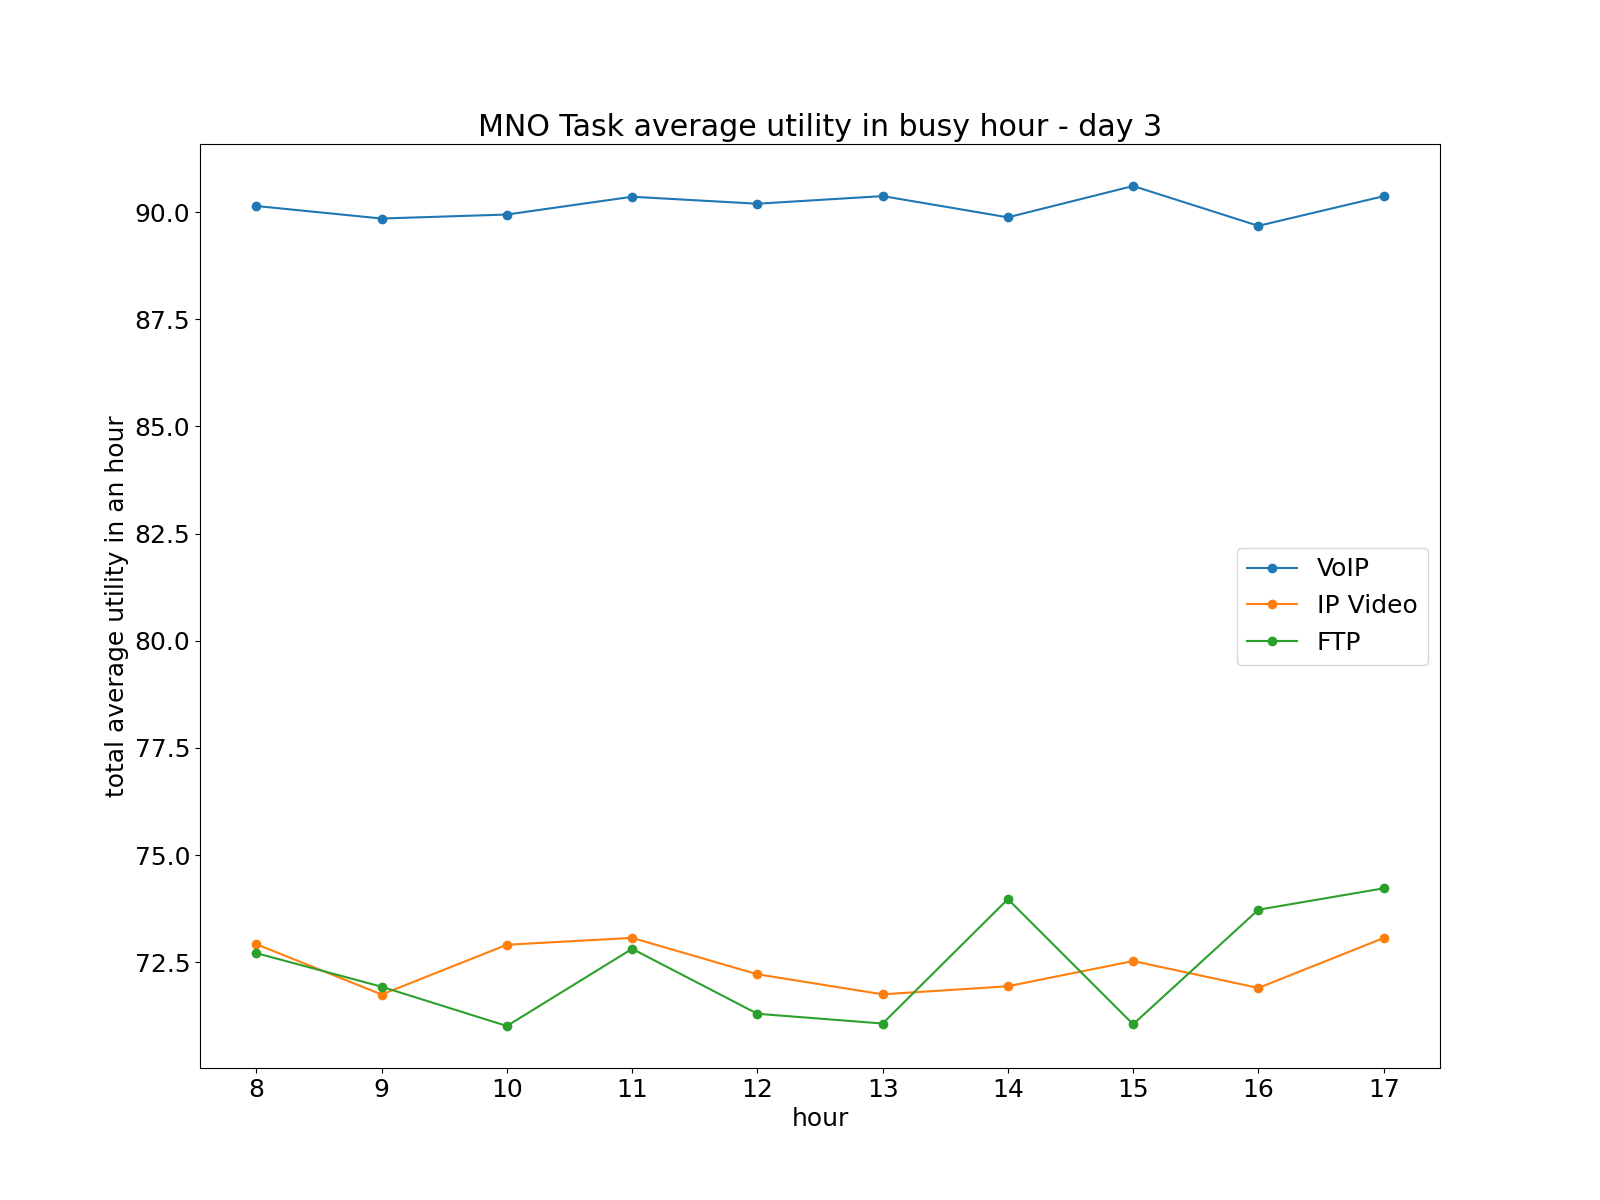 MNO Task average utility in busy hour - day 3
total average utility in an hour
90.0
87.5
85.0
82.5
80.0
77.5
75.0
72.5
VoIP
IP Video
FTP
8 9 10 11 12 13 14 15 16 17
hour